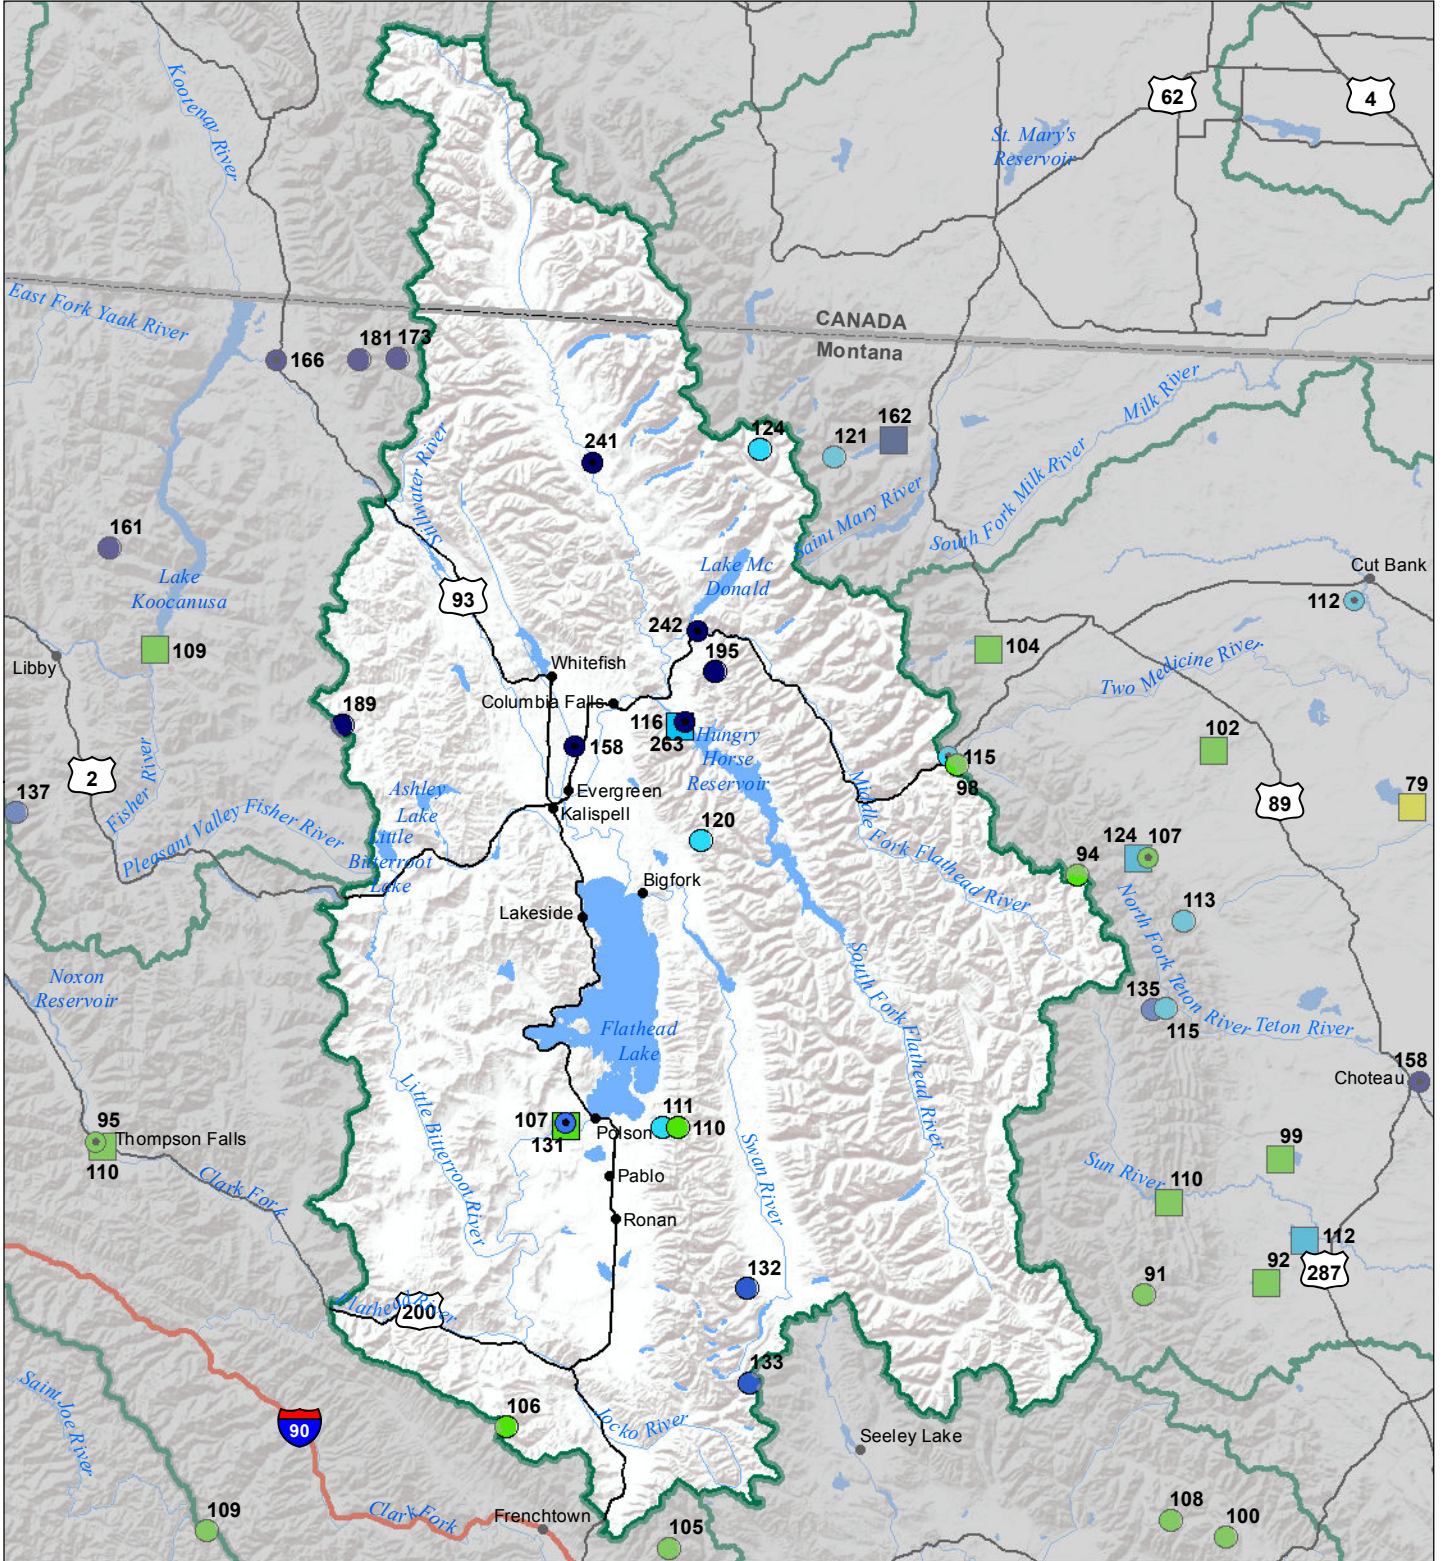 Kootenay River
62
4
St. Mary's
Reservoir
East Fork Yaak River
CANADA
Montana
166
181
173
Milk River
162
124
121
241
Stillwater River
Saint Mary River
South Fork Milk River
161
Lake
Koocanusa
Lake Mc
Donald
Cut Bank
112
93
242
195
104
109
Libby
Whitefish
Two Medicine River
Columbia Falls
189
116
263
Hungry
Horse
Reservoir
102
158
115
98
2
Fisher River
Ashley
Lake
Evergreen
Kalispell
89
79
137
Pleasant Valley Fisher River
Little
Bitterroot
Lake
120
Middle Fork Flathead River
124
107
94
Bigfork
Lakeside
113
North Fork Teton River
Noxon
Reservoir
South Fork Flathead River
135
115
Teton River
Flathead
Lake
158
Choteau
Little Bitterroot River
95
Thompson Falls
110
107
131
Polson
111
110
Swan River
99
Clark Fork
Pablo
Sun River
110
Ronan
112
287
132
91
92
Flathead River
200
133
Saint Joe River
106
Jocko River
90
Seeley Lake
109
Clark Fork
Frenchtown
105
108
100